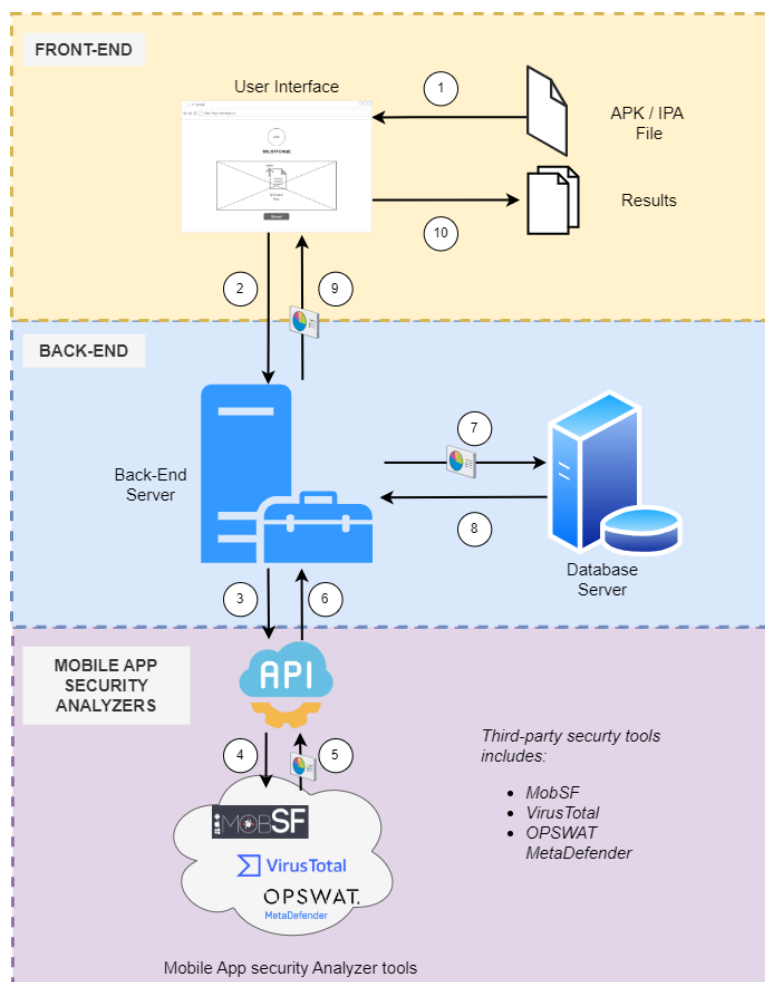 FRONT-END
User Interface
1
APK / IPA
File
10
Results
2
9
BACK-END
Back-End
Server
7
8
Database
Server
3
6
MOBILE APP
SECURITY
ANALYZERS
API
4
5
Third-party securty tools
includes:
• MobSF
• VirusTotal
• OPSWAT
MetaDefender
MOBSF
VirusTotal
OPSWAT.
MetaDefender
Mobile App security Analyzer tools